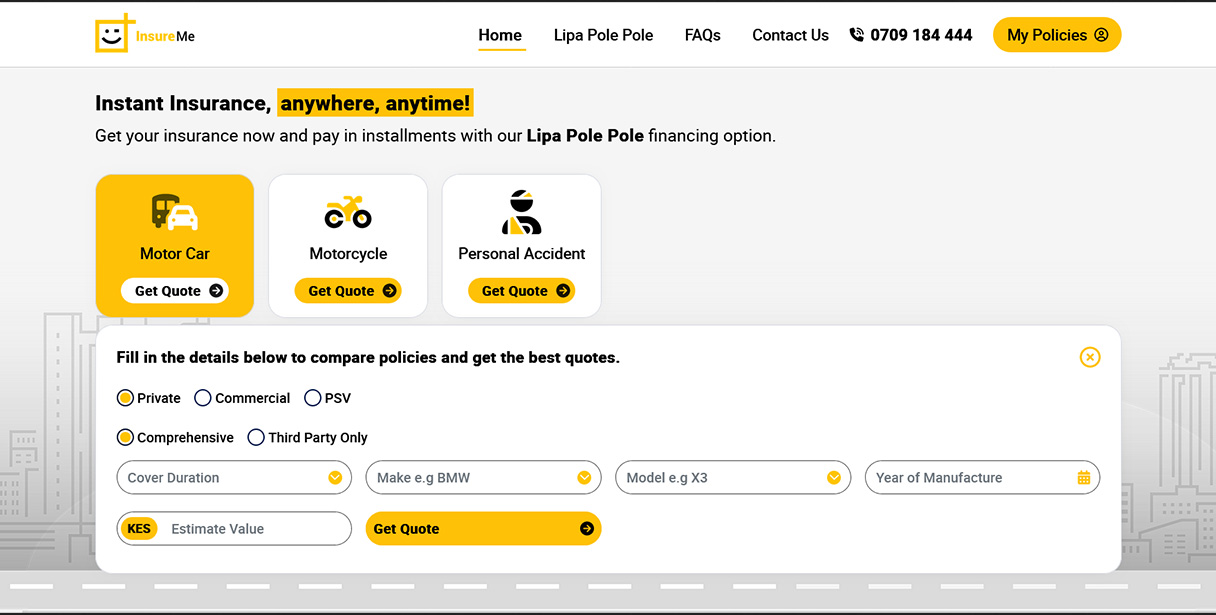 InsureMe
Home Lipa Pole Pole FAQs Contact Us 0709 184 444 My Policies
Instant Insurance, anywhere, anytime!
Get your insurance now and pay in installments with our Lipa Pole Pole financing option.
Motor Car Motorcycle Personal Accident
Get Quote Get Quote Get Quote
Fill in the details below to compare policies and get the best quotes.
Private Commercial PSV
Comprehensive Third Party Only
Cover Duration Make e.g BMW Model e.g X3 Year of Manufacture
KES Estimate Value Get Quote